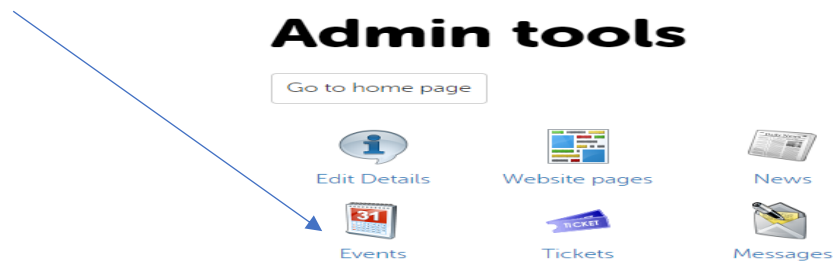 Admin tools
Go to home page
Edit Details Website pages News
31
TICKET
Events Tickets Messages